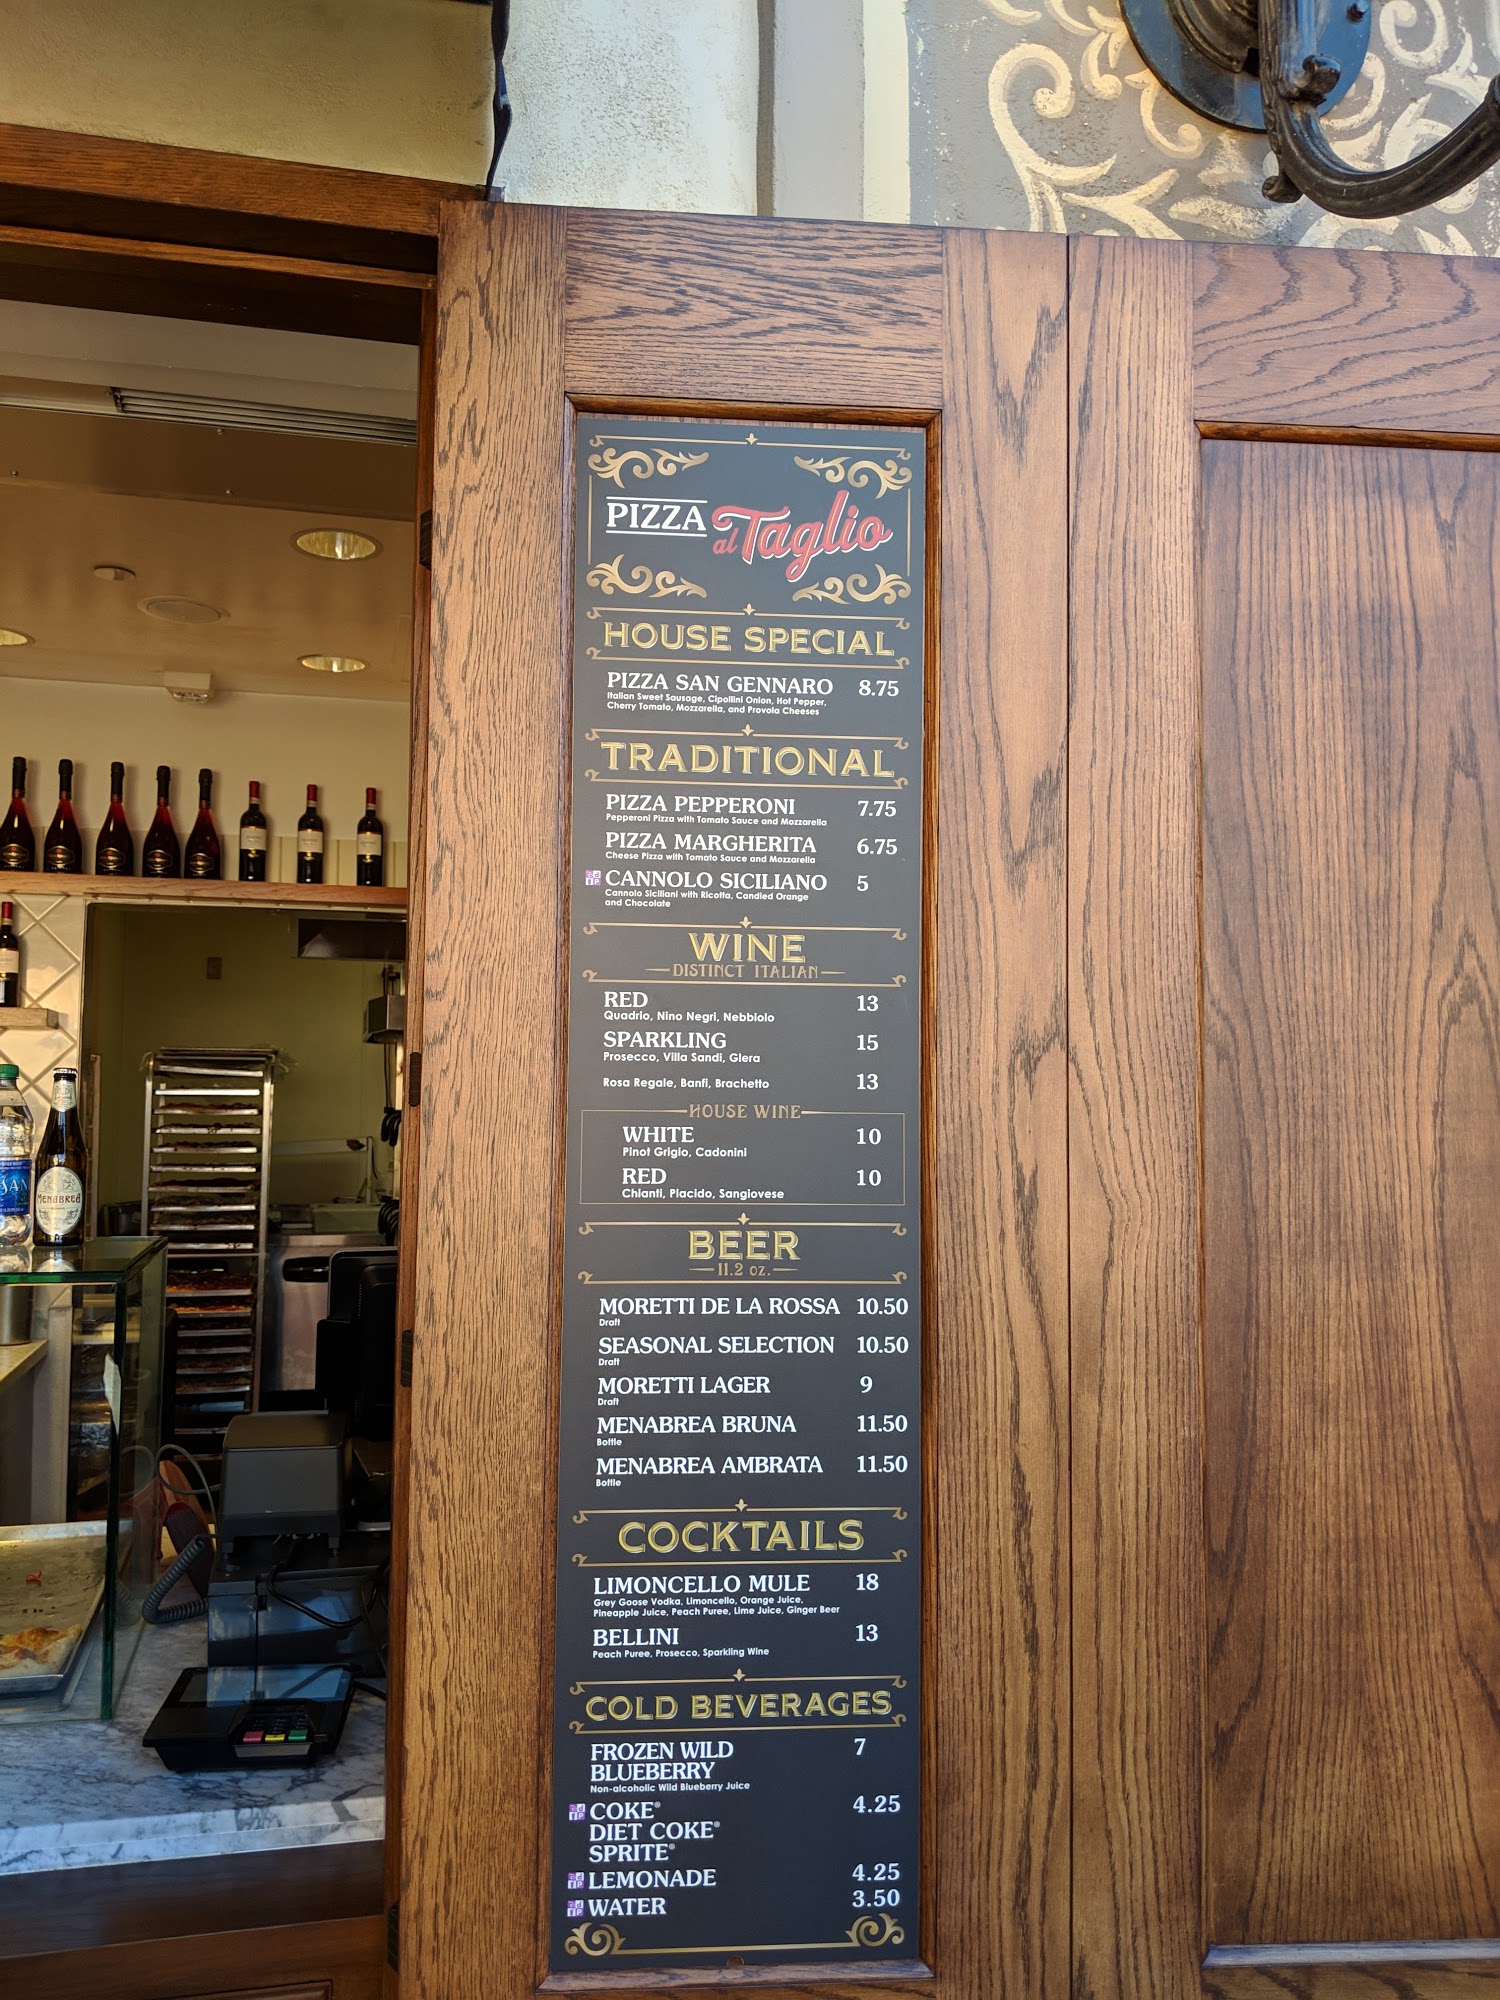 PIZZA al Taglio
HOUSE SPECIAL
PIZZA SAN GENNARO 8.75
Italian Sweet Sausage, Cipollini Onion, Hot Pepper,
Cherry Tomato, Mozzarella, and Provola Cheeses
TRADITIONAL
PIZZA PEPPERONI 7.75
Pepperoni Pizza with Tomato Sauce and Mozzarella
PIZZA MARGHERITA 6.75
Cheese Pizza with Tomato Sauce and Mozzarella
CANNOLO SICILIANO 5
Cannolo Siciliani with Ricotta, Candied Orange
and Chocolate
WINE
DISTINCT ITALIAN
RED 13
Quadrio, Nino Negri, Nebbiolo
SPARKLING 15
Prosecco, Villa Sandi, Glera
Rosa Regale, Banfi, Brachetto 13
HOUSE WINE
WHITE 10
Pinot Grigio, Cadonini
RED 10
Chianti, Placido, Sangiovese
BEER
11.2 oz.
MORETTI DE LA ROSSA 10.50
Draft
SEASONAL SELECTION 10.50
Draft
MORETTI LAGER 9
Draft
MENABREA BRUNA 11.50
Bottle
MENABREA AMBRATA 11.50
Bottle
COCKTAILS
LIMONCELLO MULE 18
Grey Goose Vodka, Limoncello, Orange Juice,
Pineapple Juice, Peach Puree, Lime Juice, Ginger Beer
BELLINI 13
Peach Puree, Prosecco, Sparkling Wine
COLD BEVERAGES
FROZEN WILD 7
BLUEBERRY
Non-alcoholic Wild Blueberry Juice
COKE® 4.25
DIET COKE®
SPRITE®
LEMONADE 4.25
WATER 3.50
MENABREA